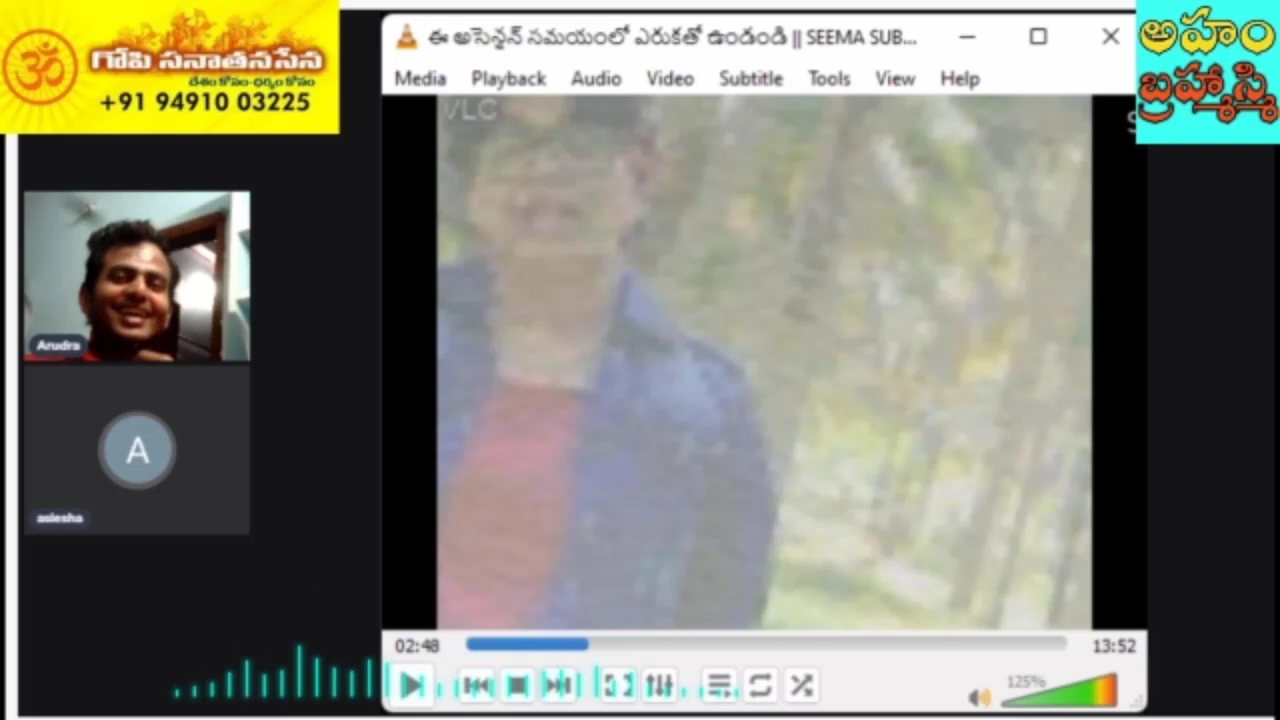 గోపి సనాతనసేన
దేశం కోసం-ధర్మం కోసం
+91 94910 03225
ఈ అసెన్షన్ సమయంలో ఎరుకతో ఉండండి || SEEMA SUB...
Media Playback Audio Video Subtitle Tools View Help
అహం
బ్రహ్మాస్మి
VLC
Arudra
A
aslesha
02:48
13:52
125%